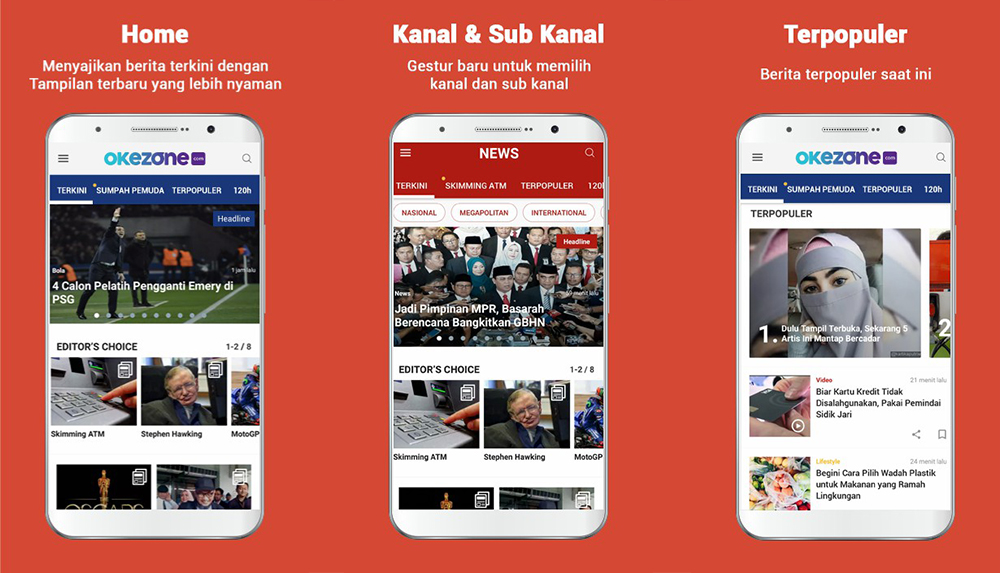 Home
Menyajikan berita terkini dengan
Tampilan terbaru yang lebih nyaman
okezone.com
TERKINI SUMPAH PEMUDA TERPOPULER 120h
Headline
Bola 1 jam lalu
4 Calon Pelatih Pengganti Emery di
PSG
EDITOR'S CHOICE 1-2 / 8
Skimming ATM Stephen Hawking MotoGP
OSCARS
Kanal & Sub Kanal
Gestur baru untuk memilih
kanal dan sub kanal
NEWS
TERKINI SKIMMING ATM TERPOPULER 120h
NASIONAL MEGAPOLITAN INTERNATIONAL
Headline
News menit lalu
Jadi Pimpinan MPR, Basarah
Berencana Bangkitkan GBHN
EDITOR'S CHOICE 1-2 / 8
Skimming ATM Stephen Hawking MotoGP
Terpopuler
Berita terpopuler saat ini
okezone.com
TERKINI SUMPAH PEMUDA TERPOPULER 120h
TERPOPULER
1. Dulu Tampil Terbuka, Sekarang 5
Artis Ini Mantap Bercadar
2
Video 21 menit lalu
Biar Kartu Kredit Tidak
Disalahgunakan, Pakai Pemindai
Sidik Jari
Lifestyle 24 menit lalu
Begini Cara Pilih Wadah Plastik
untuk Makanan yang Ramah
Lingkungan